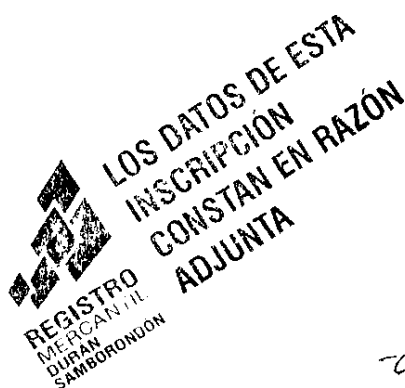 LOS DATOS DE ESTA
INSCRIPCIÓN
CONSTAN EN RAZÓN
ADJUNTA
REGISTRO
MERCANTIL
DURÁN
SAMBORONDÓN